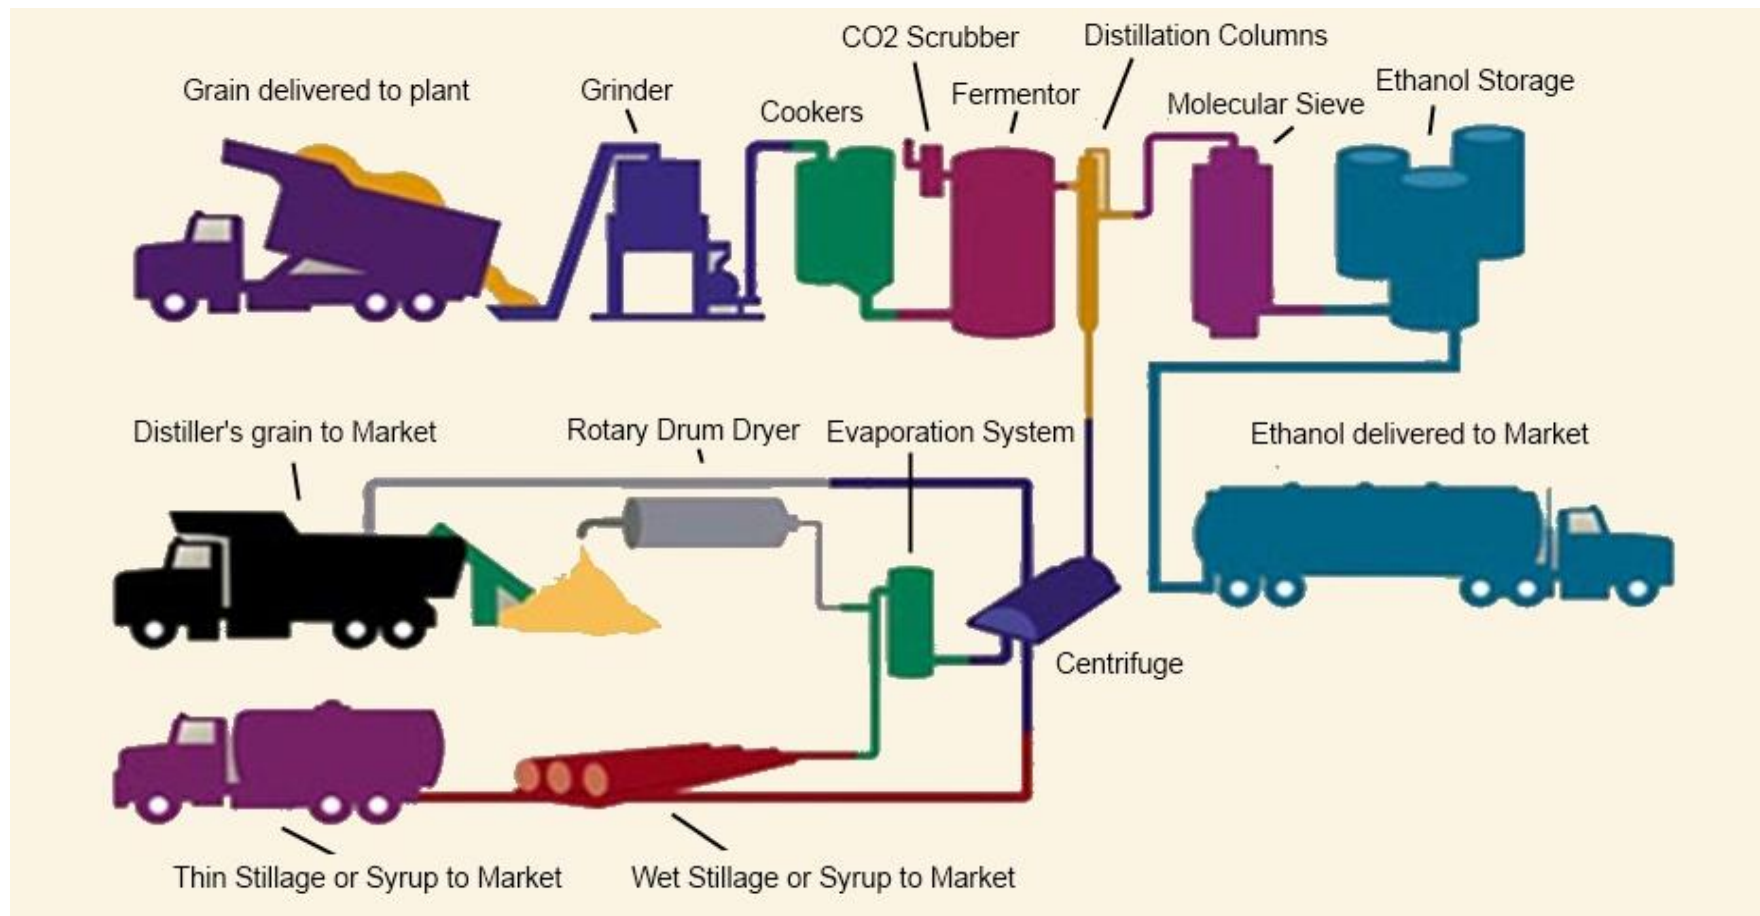 CO2 Scrubber
Distillation Columns
Grain delivered to plant
Grinder
Cookers
Fermentor
Molecular Sieve
Ethanol Storage
Distiller's grain to Market
Rotary Drum Dryer
Evaporation System
Ethanol delivered to Market
Centrifuge
Thin Stillage or Syrup to Market
Wet Stillage or Syrup to Market